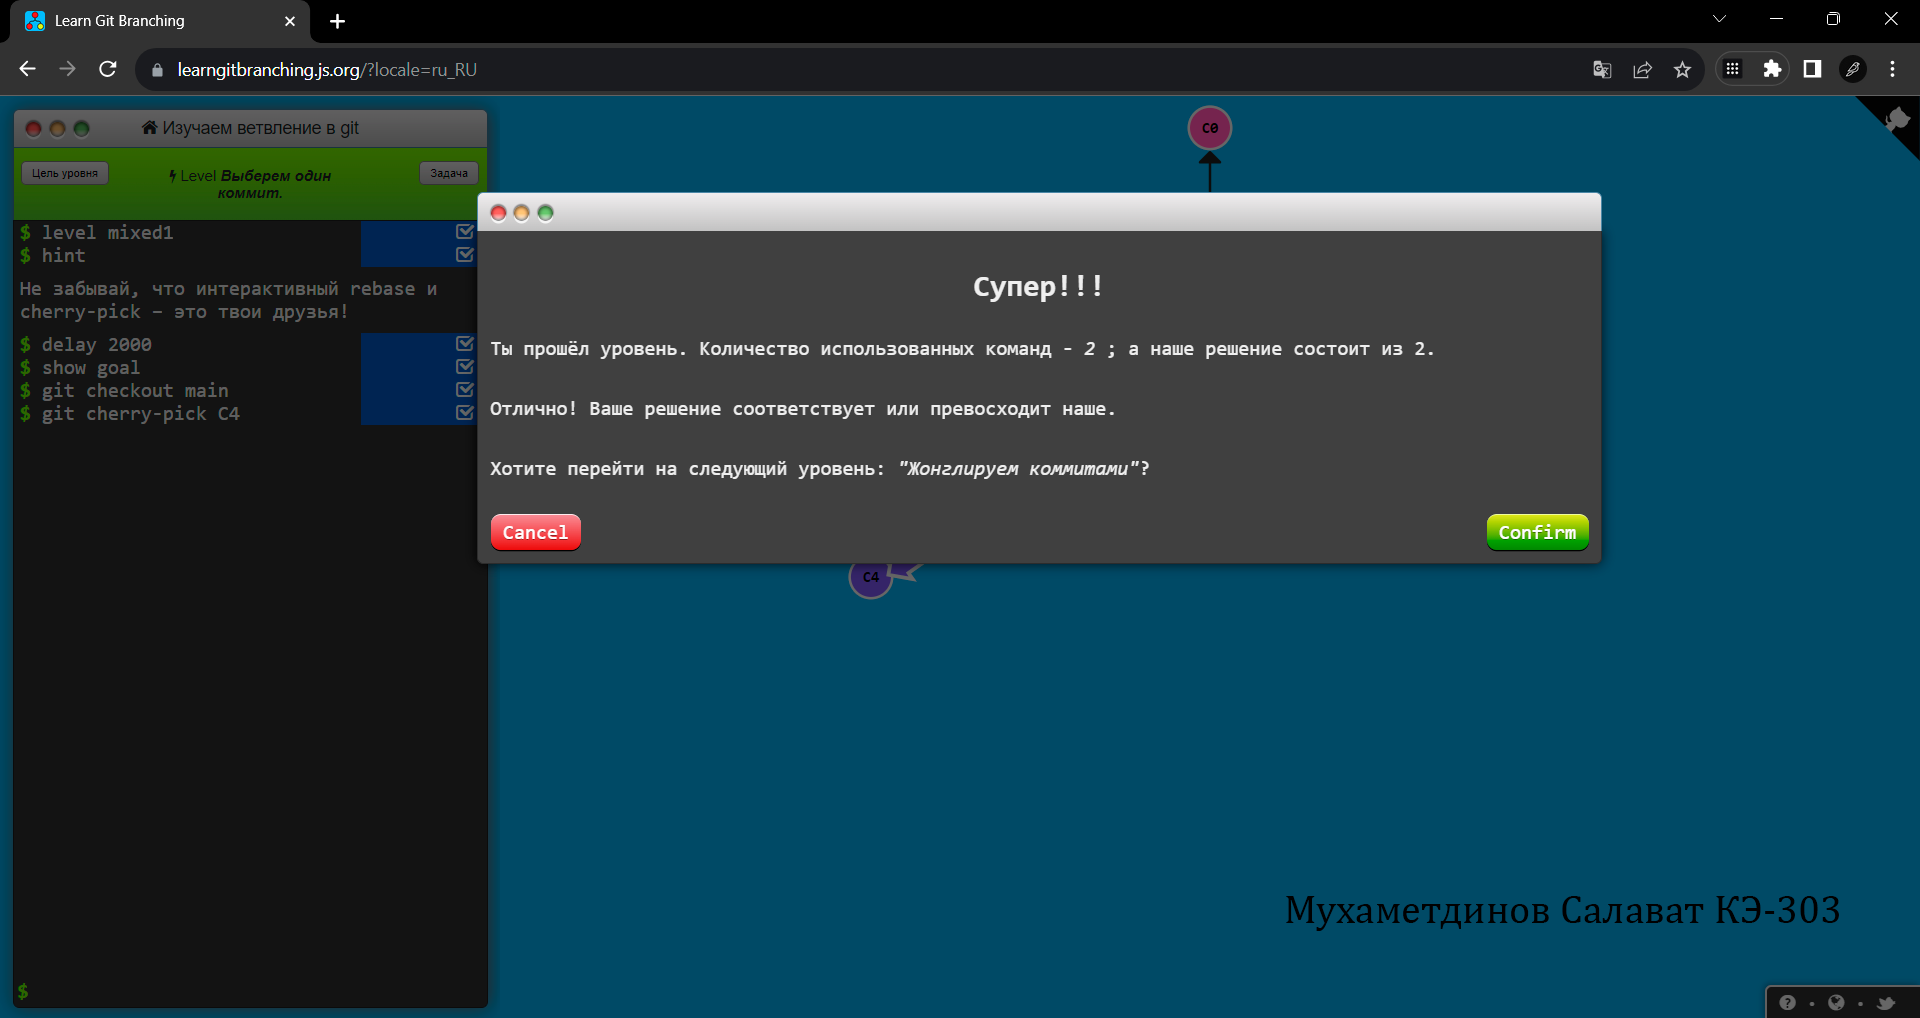 Learn Git Branching
learngitbranching.js.org/?locale=ru_RU
Изучаем ветвление в git
Цель уровня
Level Выберем один
коммит.
Задача
$ level mixed1
$ hint
Не забывай, что интерактивный rebase и
cherry-pick – это твои друзья!
$ delay 2000
$ show goal
$ git checkout main
$ git cherry-pick C4
$
C0
Супер!!!
Ты прошёл уровень. Количество использованных команд - 2 ; а наше решение состоит из 2.
Отлично! Ваше решение соответствует или превосходит наше.
Хотите перейти на следующий уровень: "Жонглируем коммитами"?
Cancel
Confirm
C4
Мухаметдинов Салават КЭ-303